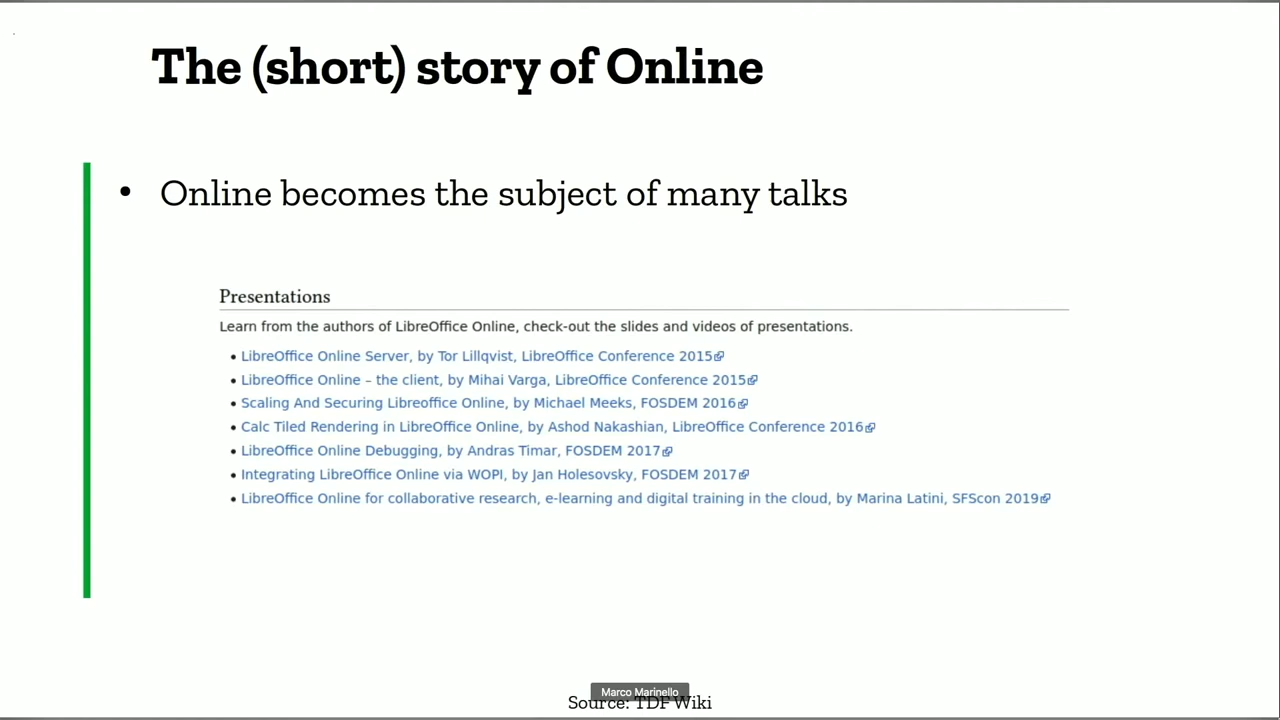 The (short) story of Online
• Online becomes the subject of many talks
Presentations
Learn from the authors of LibreOffice Online, check-out the slides and videos of presentations.
• LibreOffice Online Server, by Tor Lillqvist, LibreOffice Conference 2015
• LibreOffice Online – the client, by Mihai Varga, LibreOffice Conference 2015
• Scaling And Securing Libreoffice Online, by Michael Meeks, FOSDEM 2016
• Calc Tiled Rendering in LibreOffice Online, by Ashod Nakashian, LibreOffice Conference 2016
• LibreOffice Online Debugging, by Andras Timar, FOSDEM 2017
• Integrating LibreOffice Online via WOPI, by Jan Holesovsky, FOSDEM 2017
• LibreOffice Online for collaborative research, e-learning and digital training in the cloud, by Marina Latini, SFScon 2019
Marco Marinello
Source: TDF Wiki